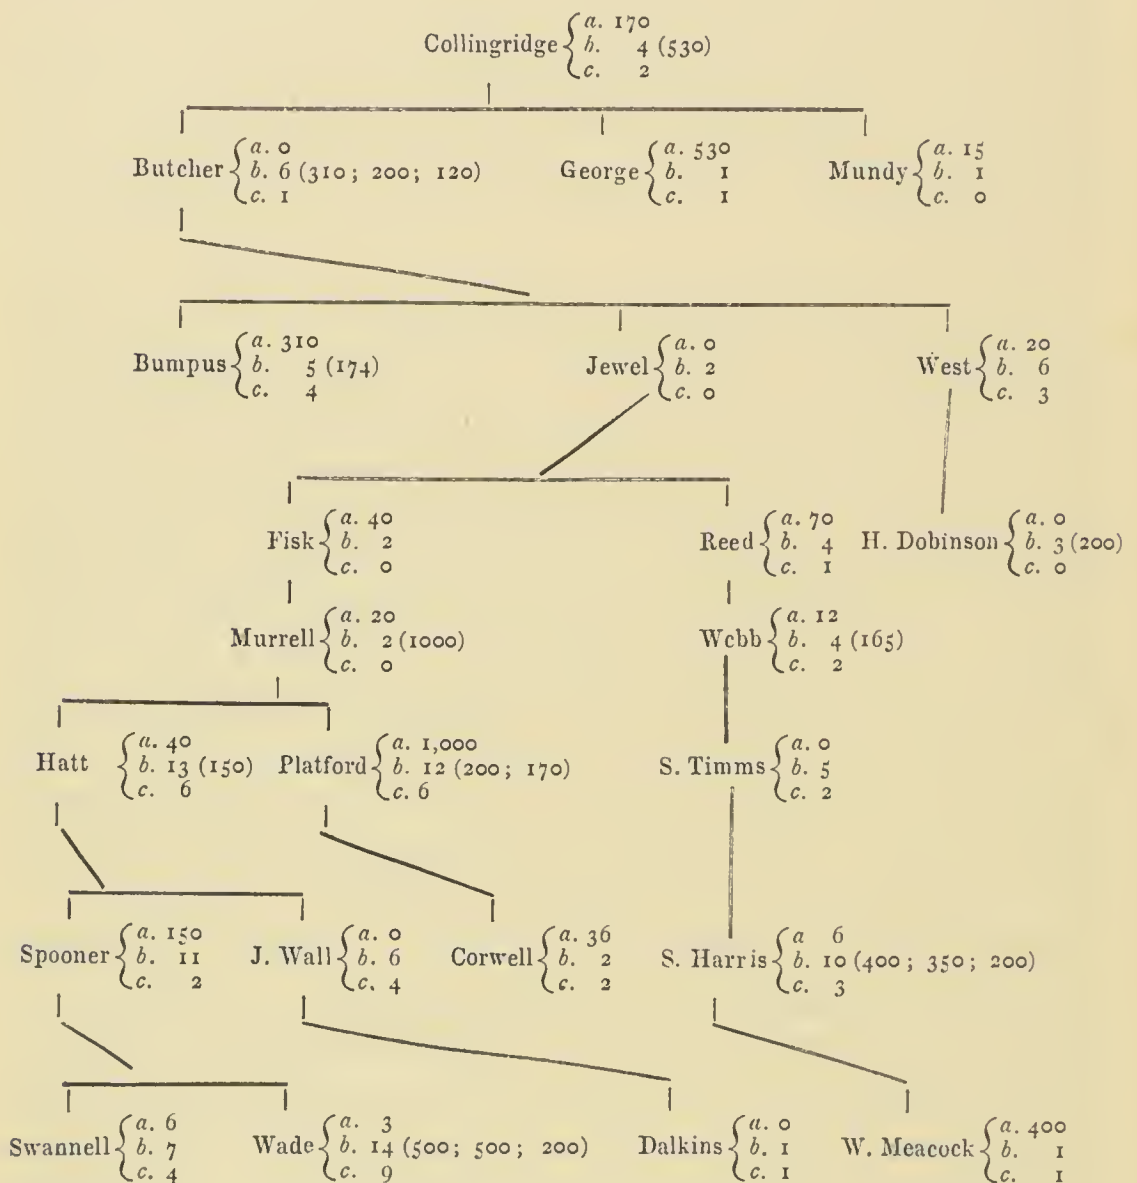 a. 170
Collingridge b. 4 (530)
c. 2
a. 0 a. 530 a. 15
Butcher b. 6 (310; 200; 120) George b. 1 Mundy b. 1
c. 1 c. 1 c. 0
a. 310 a. 0 a. 20
Bumpus b. 5 (174) Jewel b. 2 West b. 6
c. 4 c. 0 c. 3
a. 40 a. 70 a. 0
Fisk b. 2 Reed b. 4 H. Dobinson b. 3 (200)
c. 0 c. 1 c. 0
a. 20 a. 12
Murrell b. 2 (1000) Webb b. 4 (165)
c. 0 c. 2
a. 40 a. 1,000 a. 0
Hatt b. 13 (150) Platford b. 12 (200; 170) S. Timms b. 5
c. 6 c. 6 c. 2
a. 150 a. 0 a. 36 a 6
Spooner b. 11 J. Wall b. 6 Corwell b. 2 S. Harris b. 10 (400; 350; 200)
c. 2 c. 4 c. 2 c. 3
a. 6 a. 3 a. 0 a. 400
Swannell b. 7 Wade b. 14 (500; 500; 200) Dalkins b. 1 W. Meacock b. 1
c. 4 c. 9 c. 1 c. 1